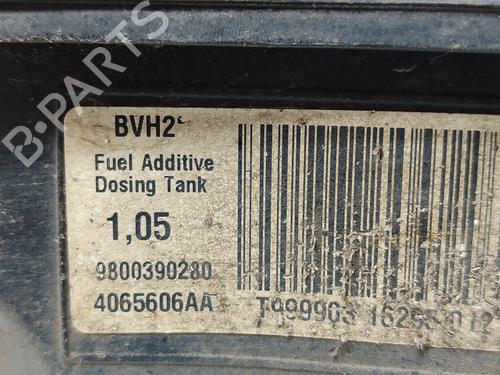 B-PARTS
BVH2
Fuel Additive
Dosing Tank
1,05
9800390280
4065606AA